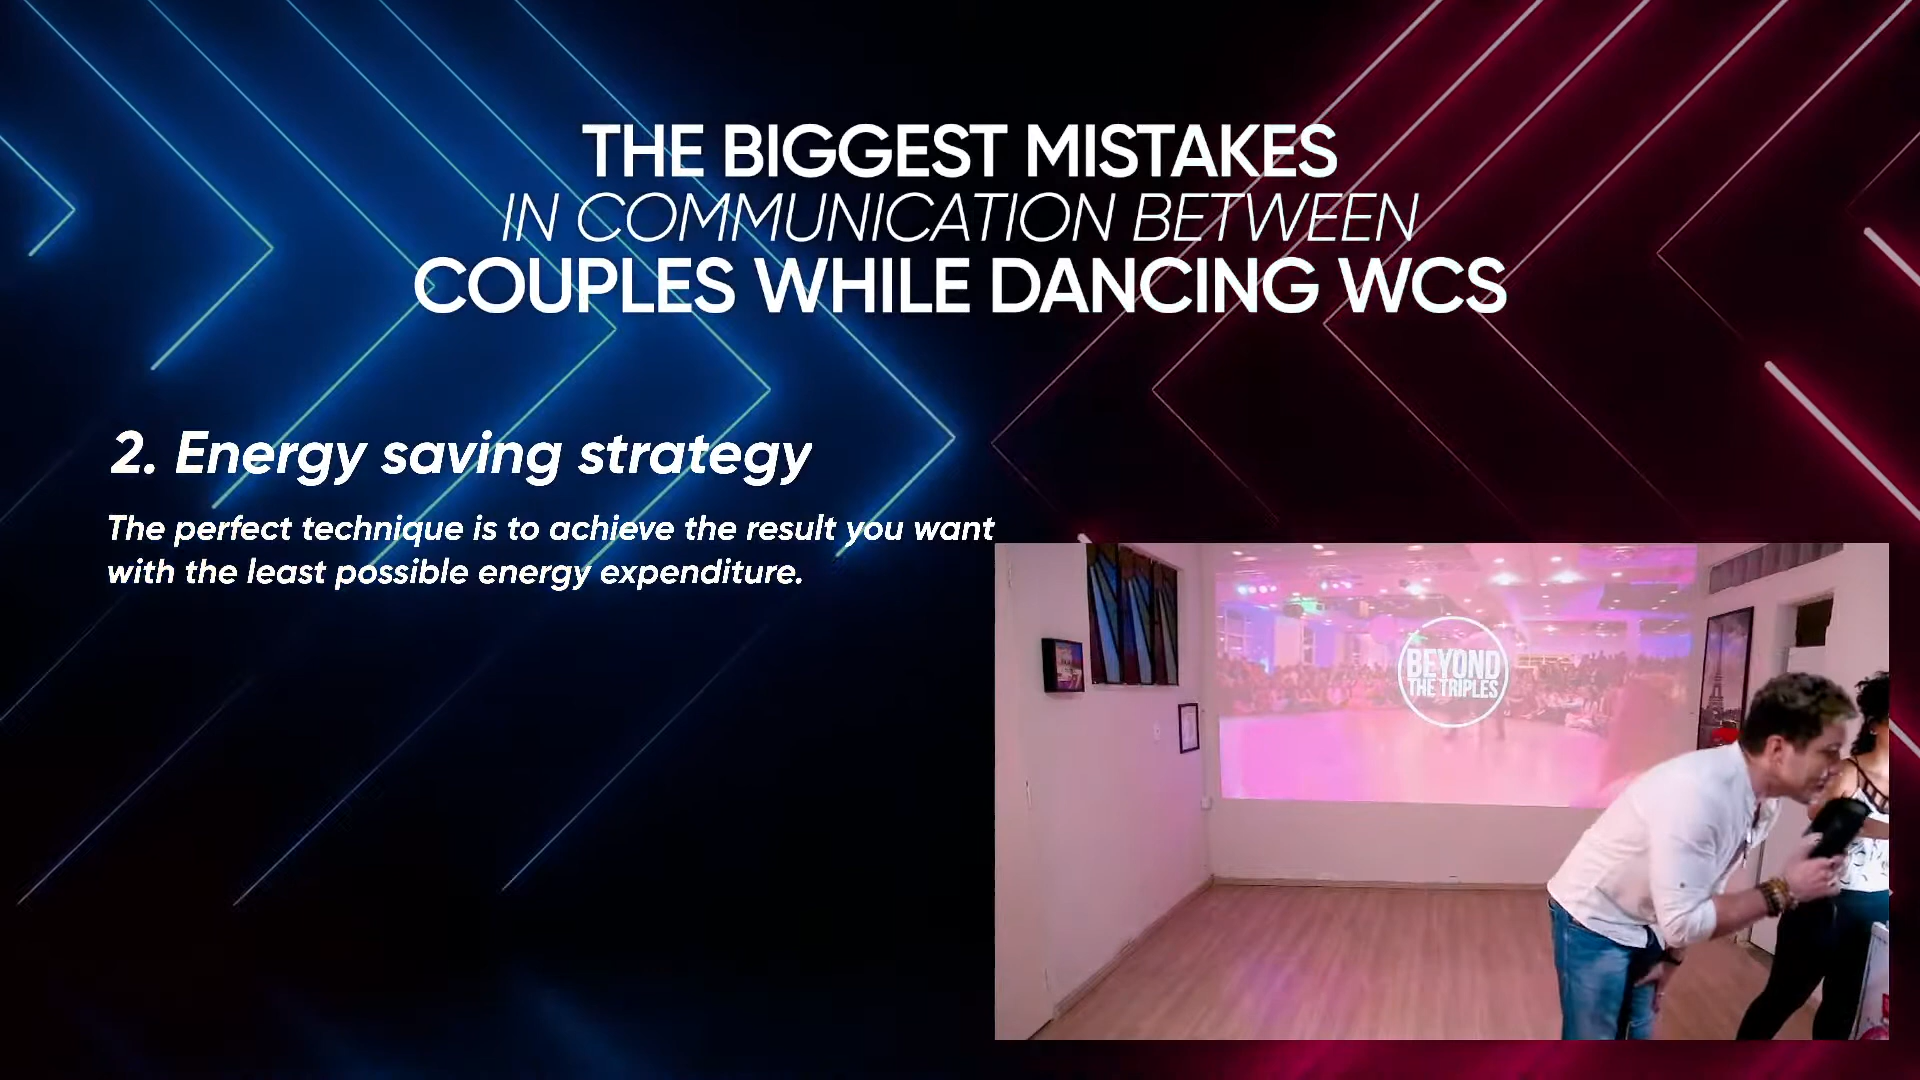 THE BIGGEST MISTAKES
IN COMMUNICATION BETWEEN
COUPLES WHILE DANCING WCS
2. Energy saving strategy
The perfect technique is to achieve the result you want
with the least possible energy expenditure.
BEYOND
THE TRIPLES